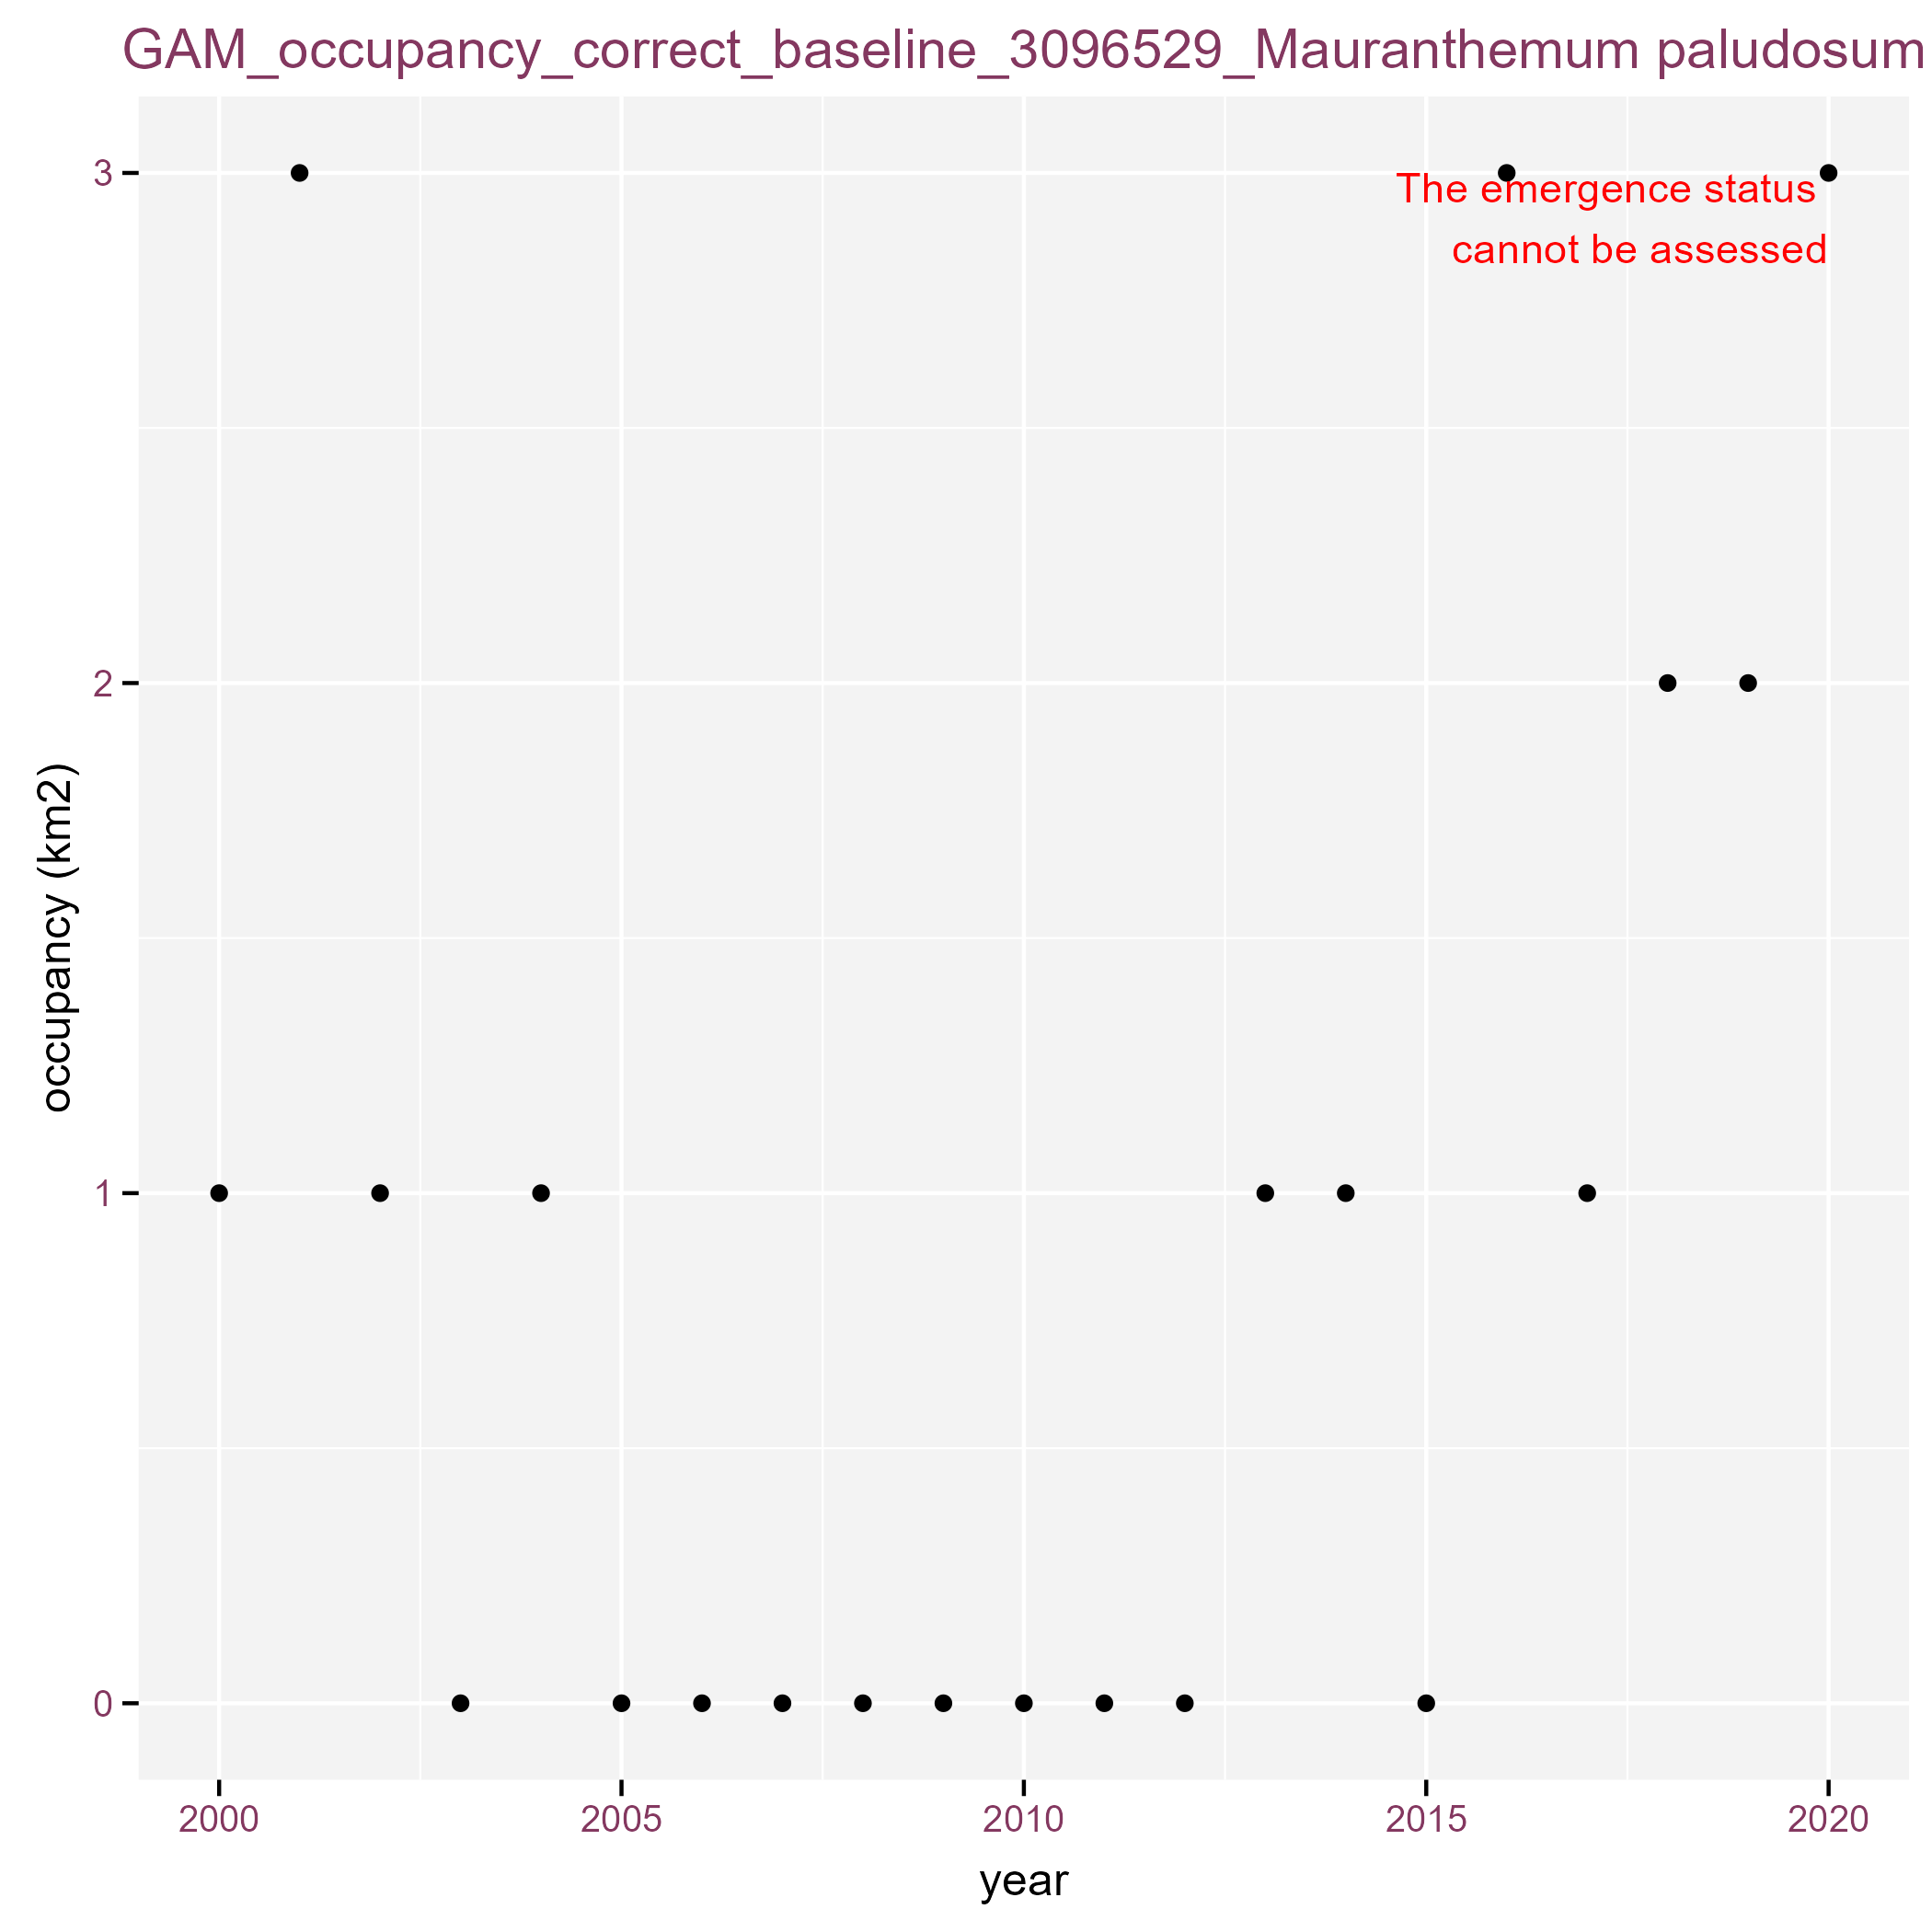 GAM_occupancy_correct_baseline_3096529_Mauranthemum paludosum
3
The emergence status
cannot be assessed
2
occupancy (km2)
1
0
2000 2005 2010 2015 2020
year